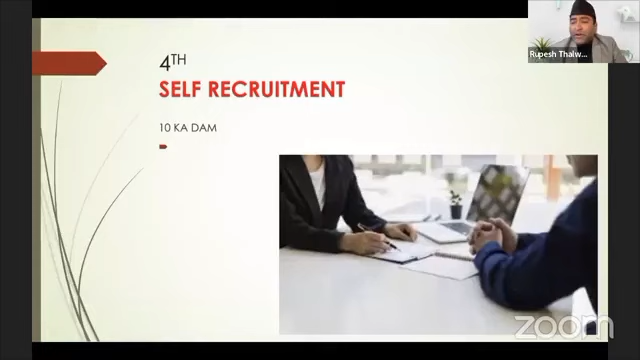 4TH
SELF RECRUITMENT
10 KA DAM
Rupesh Thalw...
zoom